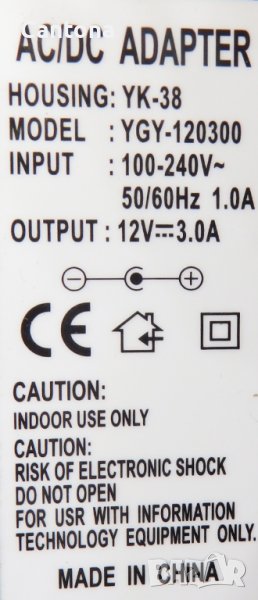 Cantona
AC/DC ADAPTER
HOUSING: YK-38
MODEL : YGY-120300
INPUT : 100-240V~
50/60Hz 1.0A
OUTPUT : 12V⎓3.0A
CE
CAUTION:
INDOOR USE ONLY
CAUTION:
RISK OF ELECTRONIC SHOCK
DO NOT OPEN
FOR USE WITH INFORMATION
TECHNOLOGY EQUIPMENT ONLY.
MADE IN CHINA